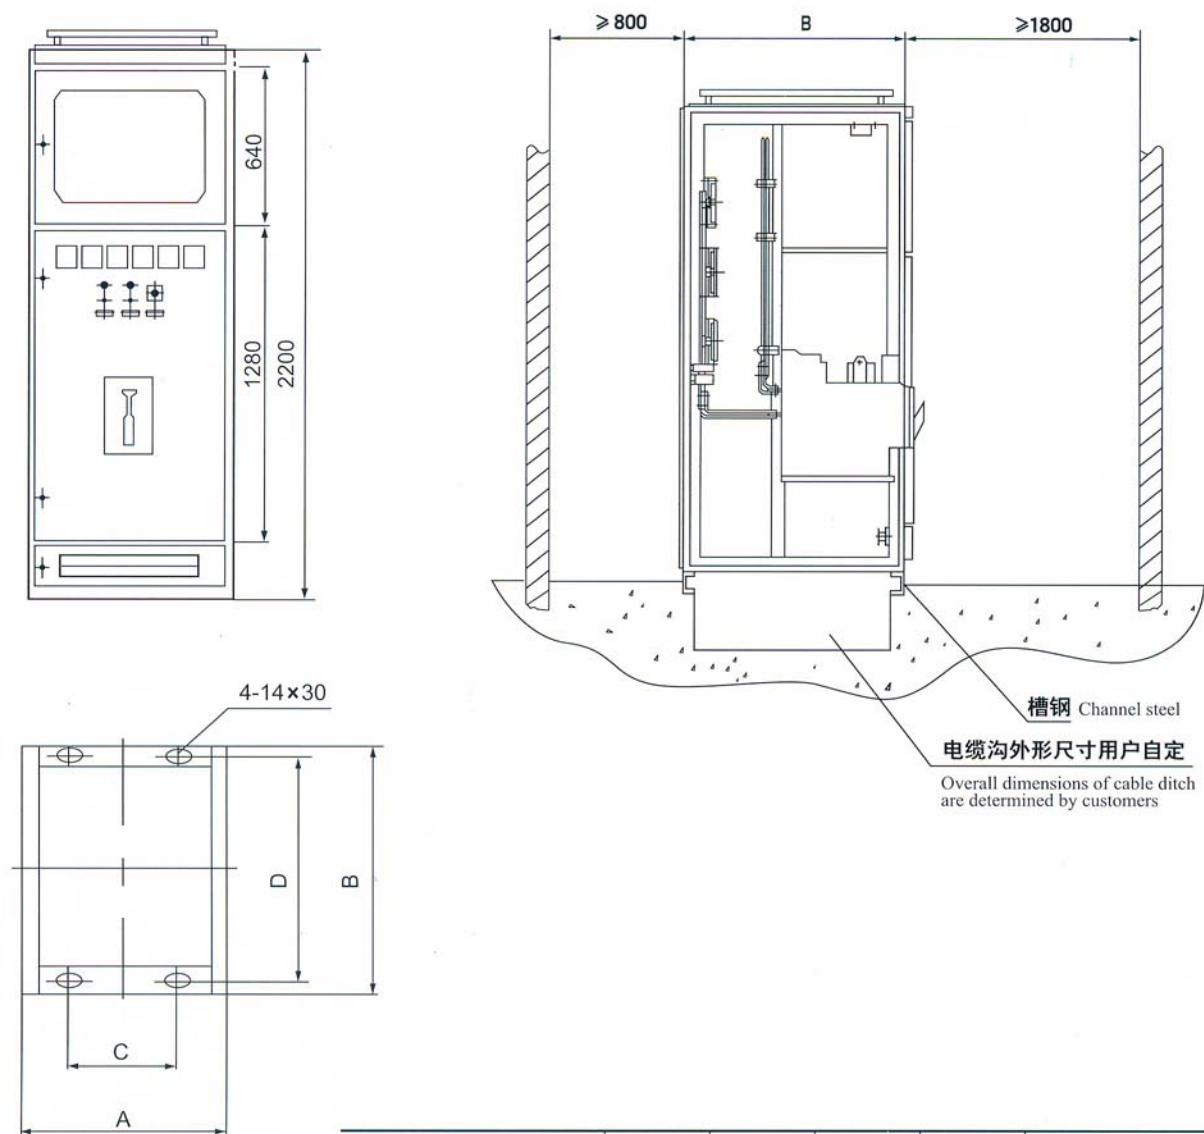 ≥800
B
≥1800
640
1280
2200
4-14×30
槽钢 Channel steel
电缆沟外形尺寸用户自定
Overall dimensions of cable ditch
are determined by customers
D
B
C
A